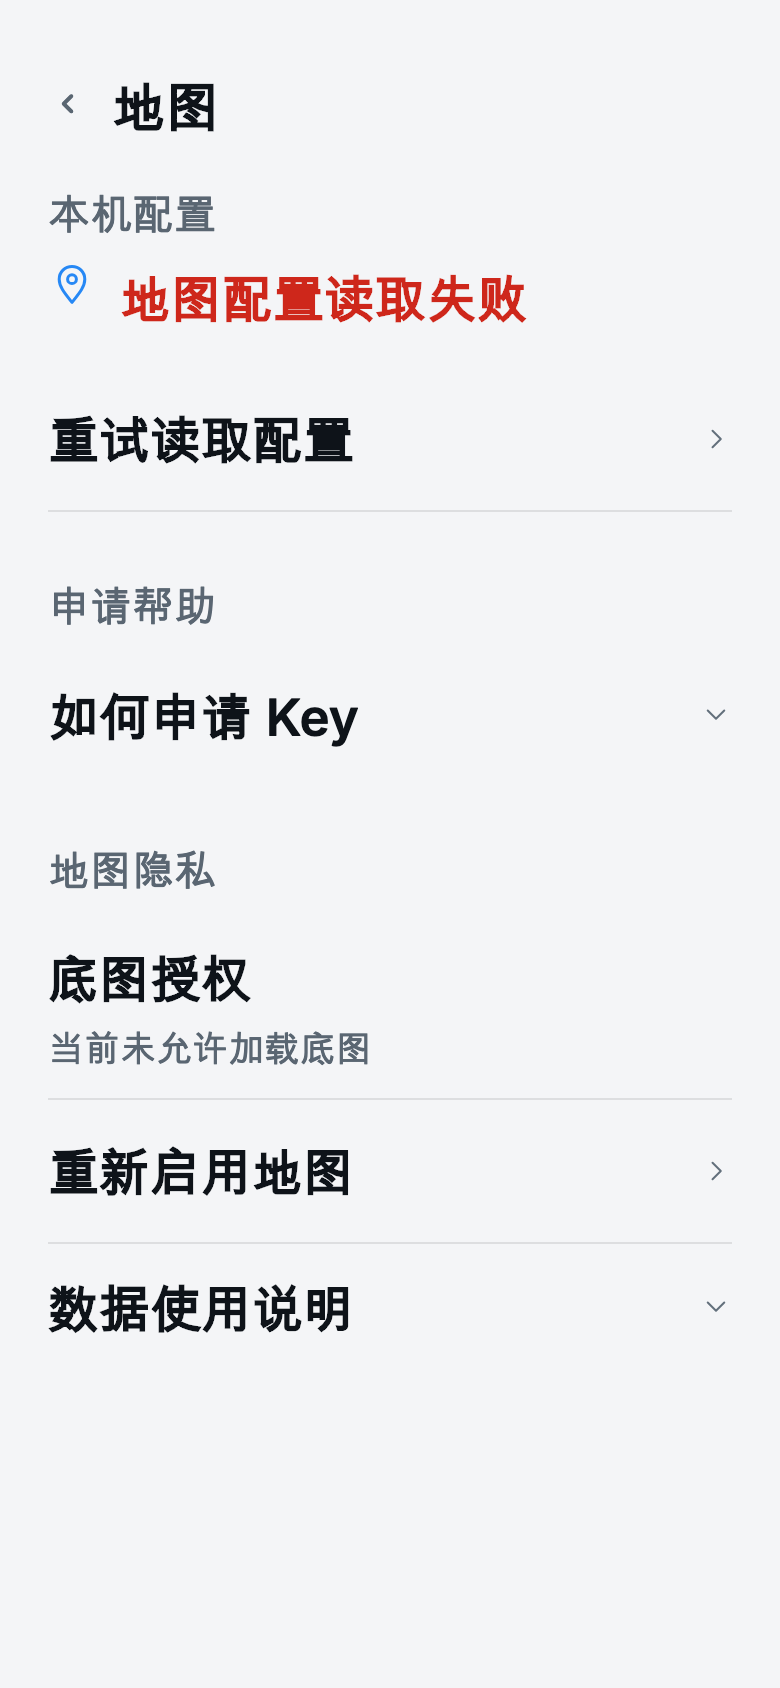 地图
本机配置
地图配置读取失败
重试读取配置
申请帮助
如何申请 Key
地图隐私
底图授权
当前未允许加载底图
重新启用地图
数据使用说明